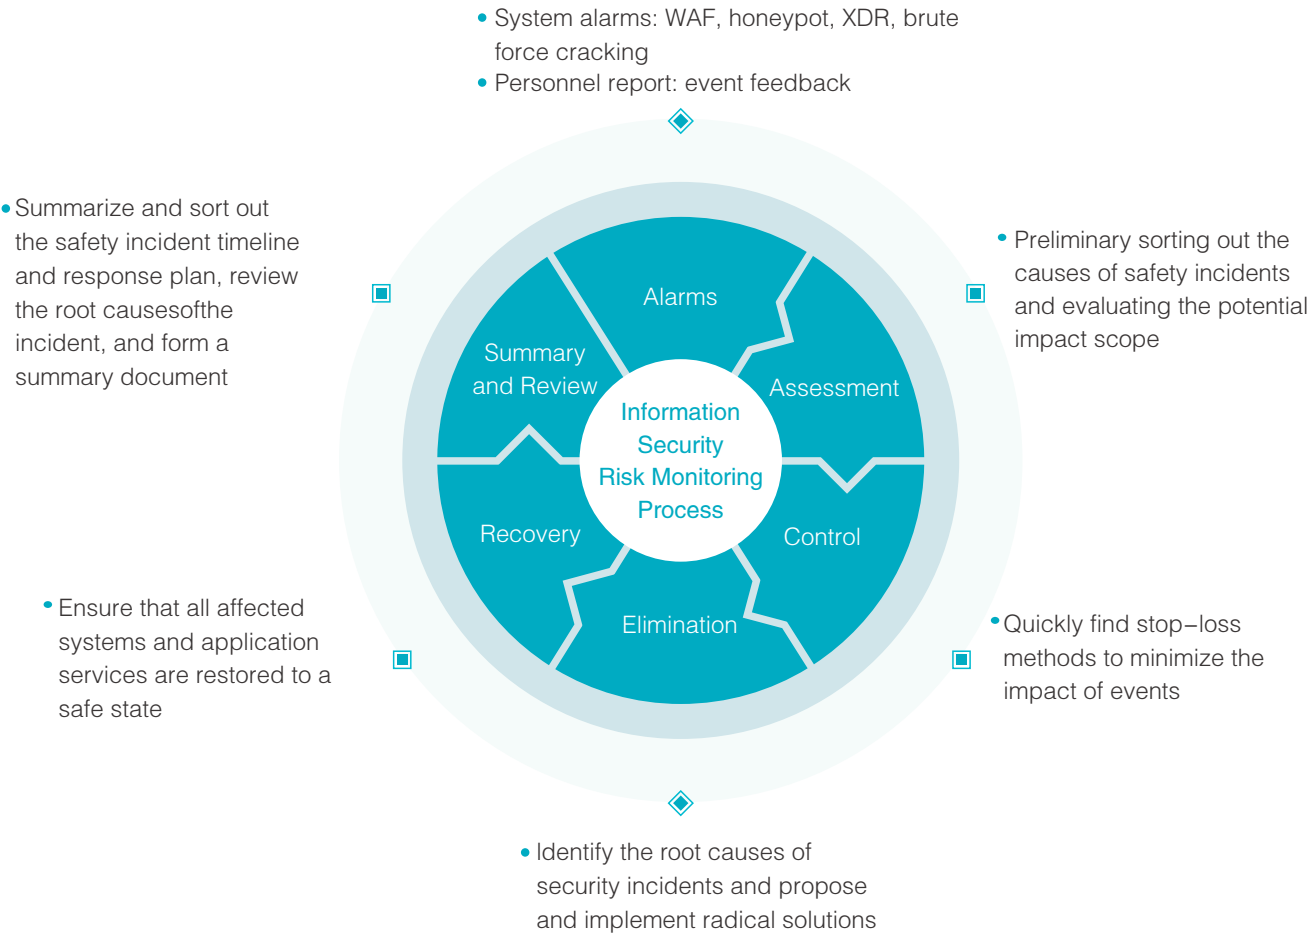 System alarms: WAF, honeypot, XDR, brute
force cracking
Personnel report: event feedback
Summarize and sort out
the safety incident timeline
and response plan, review
the root causesofthe
incident, and form a
summary document
Preliminary sorting out the
causes of safety incidents
and evaluating the potential
impact scope
Alarms
Summary
and Review
Assessment
Information
Security
Risk Monitoring
Process
Recovery
Control
Elimination
Ensure that all affected
systems and application
services are restored to a
safe state
Quickly find stop–loss
methods to minimize the
impact of events
Identify the root causes of
security incidents and propose
and implement radical solutions